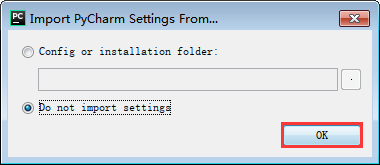 PC
Import PyCharm Settings From...
Config or installation folder:
.
Do not import settings
OK